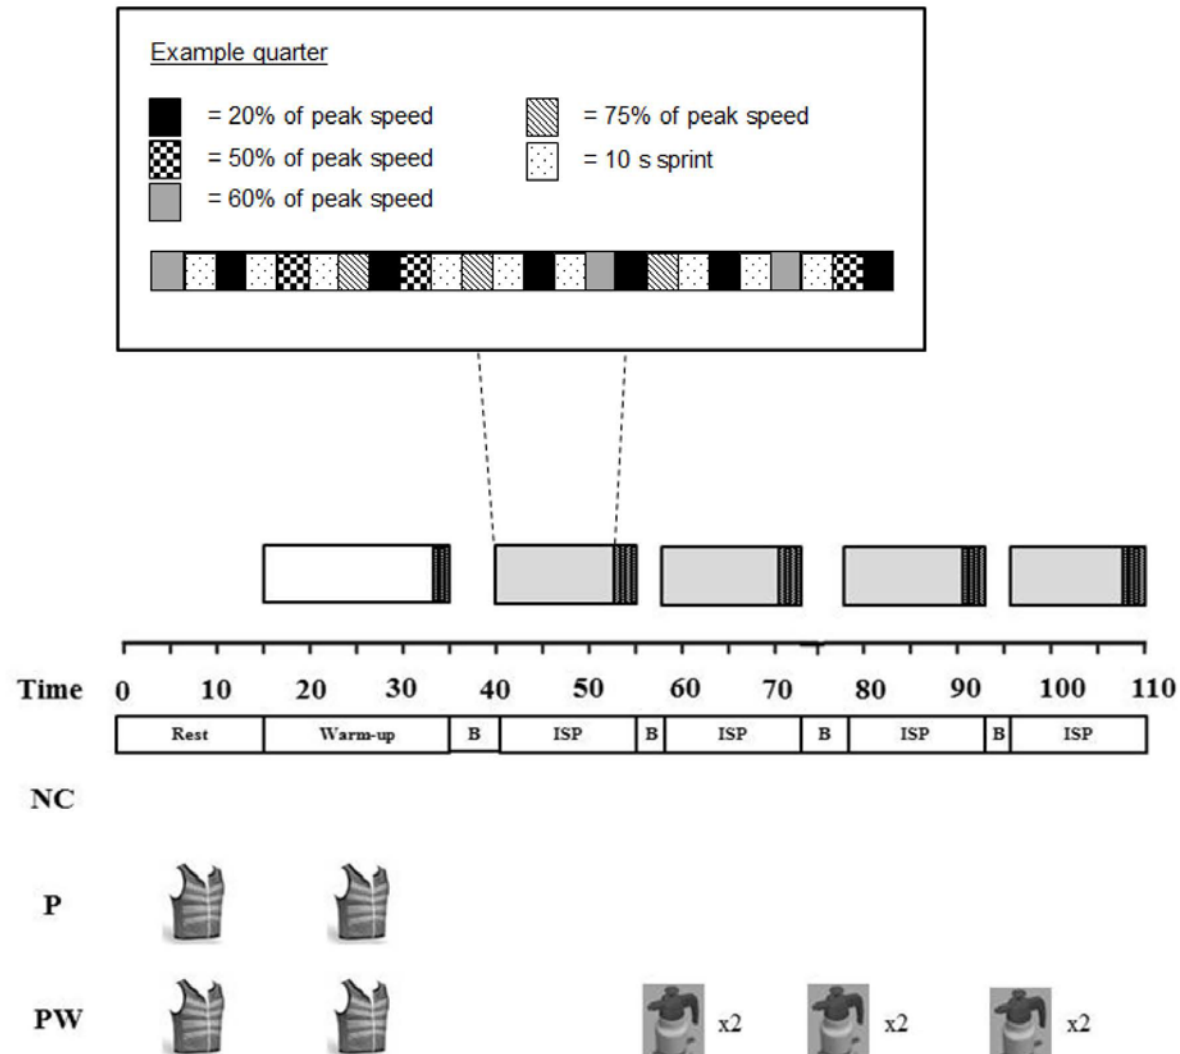 Example quarter
= 20% of peak speed
= 75% of peak speed
= 50% of peak speed
= 10 s sprint
= 60% of peak speed
Time 0 10 20 30 40 50 60 70 80 90 100 110
Rest Warm-up B ISP B ISP B ISP B ISP
NC
P
PW x2 x2 x2